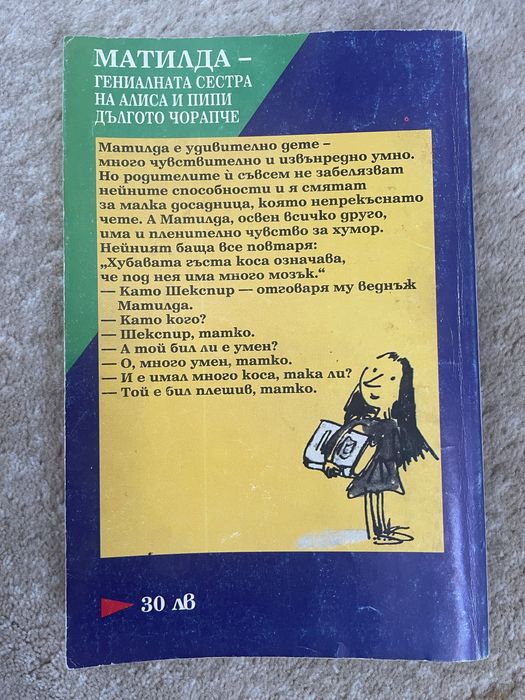 МАТИЛДА –
ГЕНИАЛНАТА СЕСТРА
НА АЛИСА И ПИПИ
ДЪЛГОТО ЧОРАПЧЕ
Матилда е удивително дете –
много чувствително и извънредно умно.
Но родителите ѝ съвсем не забелязват
нейните способности и я смятат
за малка досадница, която непрекъснато
чете. А Матилда, освен всичко друго,
има и пленително чувство за хумор.
Нейният баща все повтаря:
„Хубавата гъста коса означава,
че под нея има много мозък.“
— Като Шекспир — отговаря му веднъж
Матилда.
— Като кого?
— Шекспир, татко.
— А той бил ли е умен?
— О, много умен, татко.
— И е имал много коса, така ли?
— Той е бил плешив, татко.
30 лв